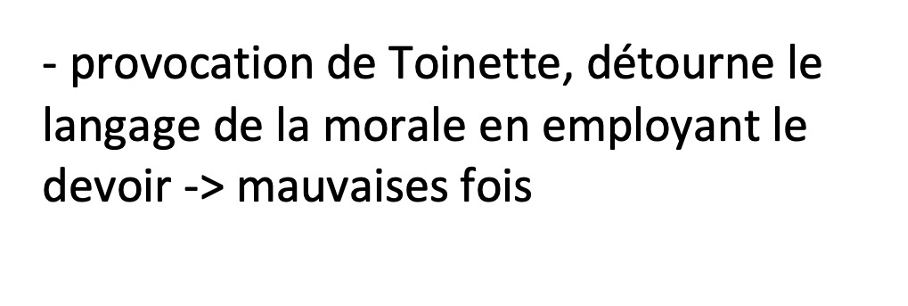 - provocation de Toinette, détourne le
langage de la morale en employant le
devoir -> mauvaises fois